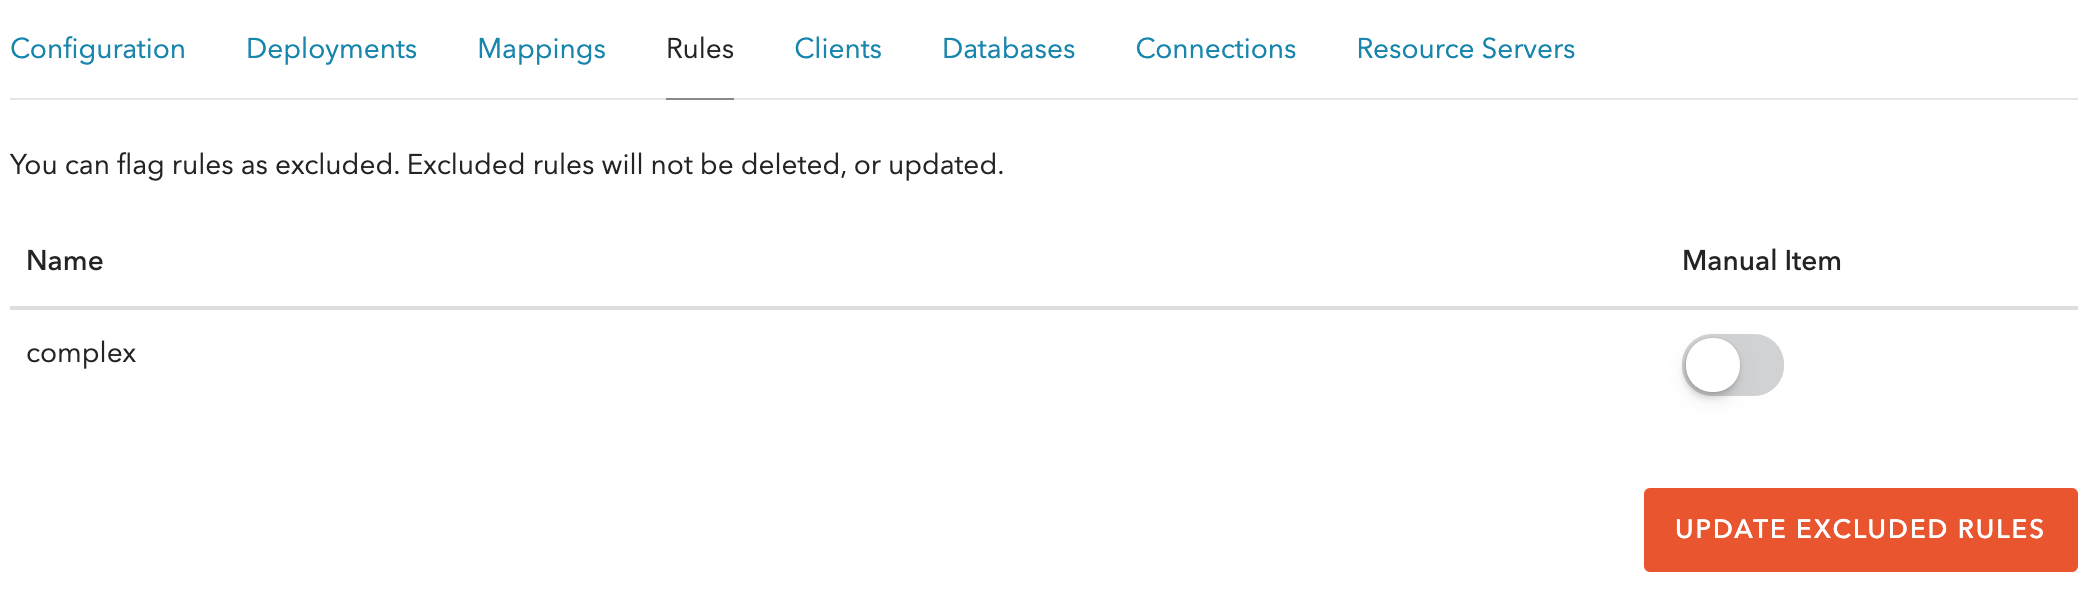 Configuration Deployments Mappings Rules Clients Databases Connections Resource Servers
You can flag rules as excluded. Excluded rules will not be deleted, or updated.
Name Manual Item
complex
UPDATE EXCLUDED RULES